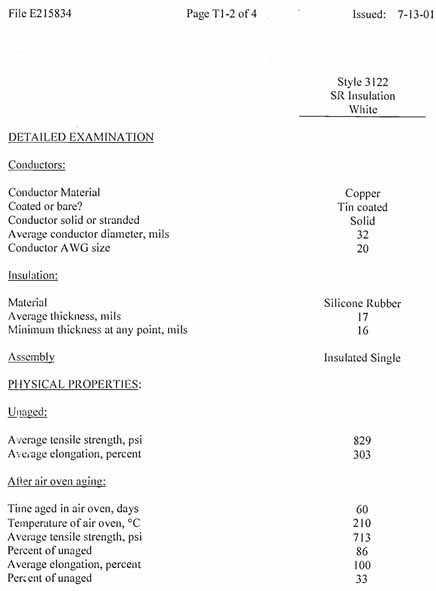 File E215834 Page T1-2 of 4 Issued: 7-13-01
Style 3122
SR Insulation
White
DETAILED EXAMINATION
Conductors:
Conductor Material Copper
Coated or bare? Tin coated
Conductor solid or stranded Solid
Average conductor diameter, mils 32
Conductor AWG size 20
Insulation:
Material Silicone Rubber
Average thickness, mils 17
Minimum thickness at any point, mils 16
Assembly Insulated Single
PHYSICAL PROPERTIES:
Unaged:
Average tensile strength, psi 829
Average elongation, percent 303
After air oven aging:
Time aged in air oven, days 60
Temperature of air oven, °C 210
Average tensile strength, psi 713
Percent of unaged 86
Average elongation, percent 100
Percent of unaged 33